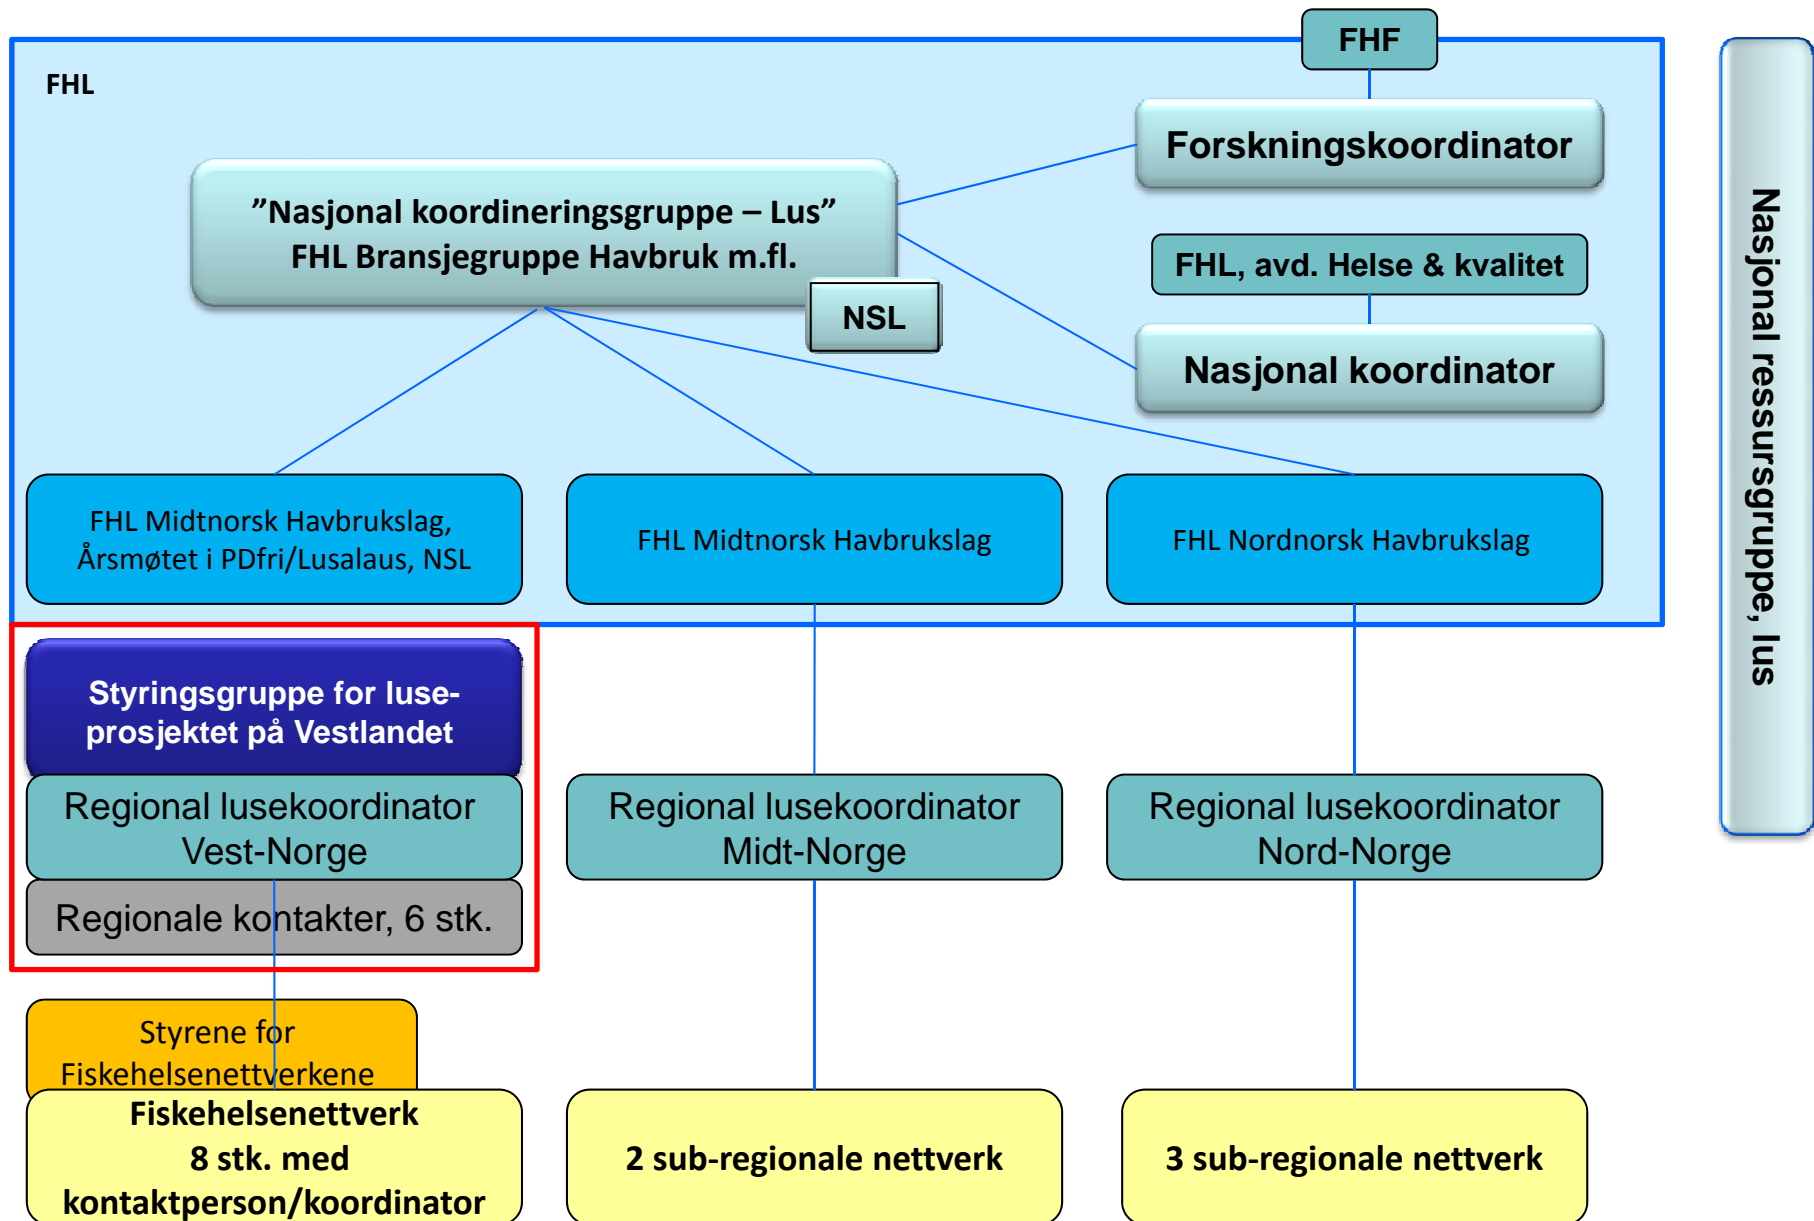 FHF
FHL
Forskningskoordinator
”Nasjonal koordineringsgruppe – Lus”
FHL Bransjegruppe Havbruk m.fl.
NSL
FHL, avd. Helse & kvalitet
Nasjonal koordinator
Nasjonal ressursgruppe, lus
FHL Midtnorsk Havbrukslag,
Årsmøtet i PDfri/Lusalaus, NSL
FHL Midtnorsk Havbrukslag
FHL Nordnorsk Havbrukslag
Styringsgruppe for luse-
prosjektet på Vestlandet
Regional lusekoordinator
Vest-Norge
Regional lusekoordinator
Midt-Norge
Regional lusekoordinator
Nord-Norge
Regionale kontakter, 6 stk.
Styrene for
Fiskehelsenettverkene
Fiskehelsenettverk
8 stk. med
kontaktperson/koordinator
2 sub-regionale nettverk
3 sub-regionale nettverk